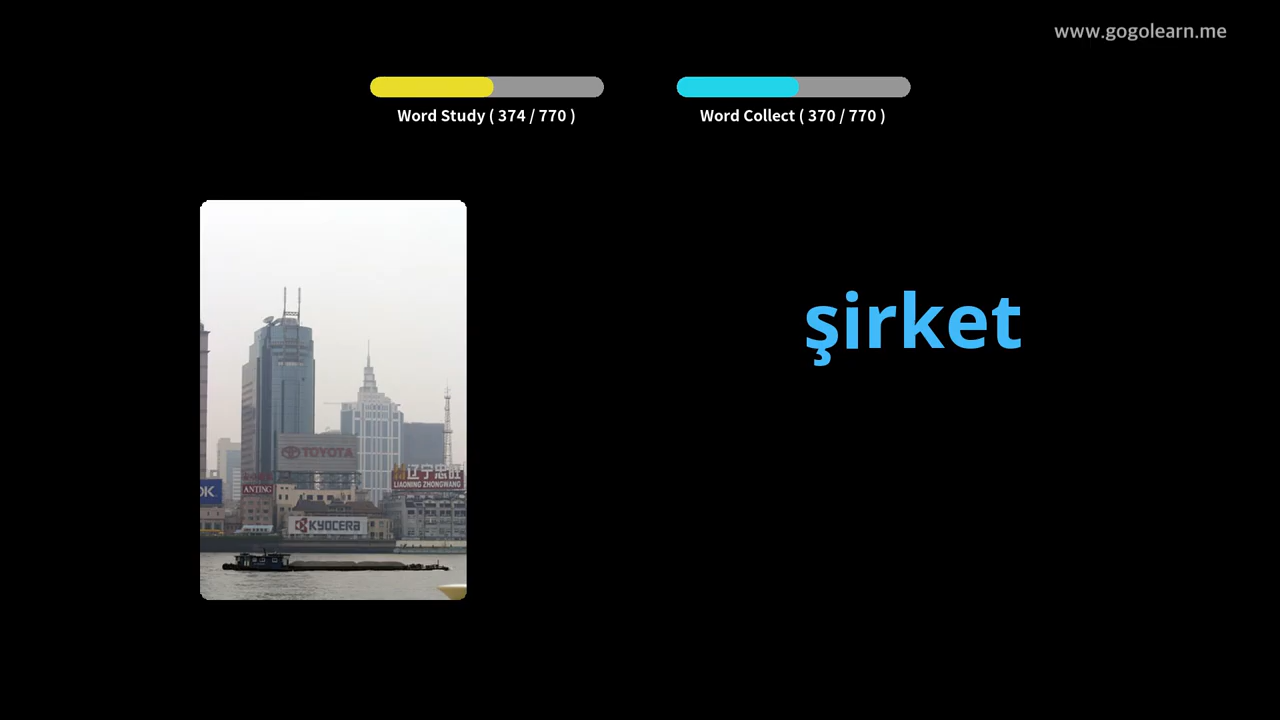 www.gogolearn.me
Word Study ( 374 / 770 )
Word Collect ( 370 / 770 )
şirket
TOYOTA
辽宁忠旺
LIAONING ZHONGWANG
OK
ANTING
KYOCERA